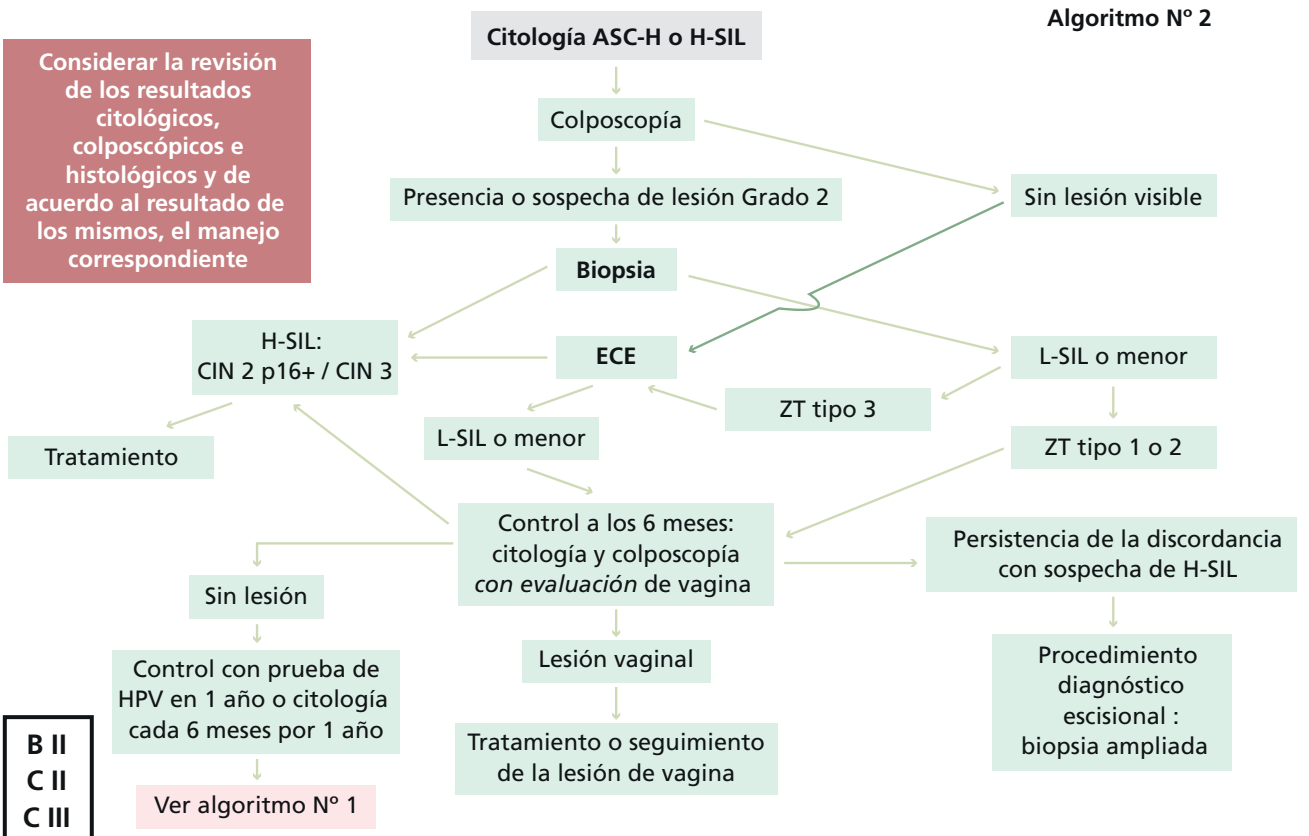 Algoritmo Nº 2
Citología ASC-H o H-SIL
Considerar la revisión
de los resultados
citológicos,
colposcópicos e
histológicos y de
acuerdo al resultado de
los mismos, el manejo
correspondiente
Colposcopía
Presencia o sospecha de lesión Grado 2
Sin lesión visible
Biopsia
H-SIL:
CIN 2 p16+ / CIN 3
ECE
L-SIL o menor
ZT tipo 3
L-SIL o menor
ZT tipo 1 o 2
Tratamiento
Control a los 6 meses:
citología y colposcopía
con evaluación de vagina
Persistencia de la discordancia
con sospecha de H-SIL
Sin lesión
Lesión vaginal
Procedimiento
diagnóstico
escisional :
biopsia ampliada
Control con prueba de
HPV en 1 año o citología
cada 6 meses por 1 año
Tratamiento o seguimiento
de la lesión de vagina
Ver algoritmo Nº 1
B II
C II
C III